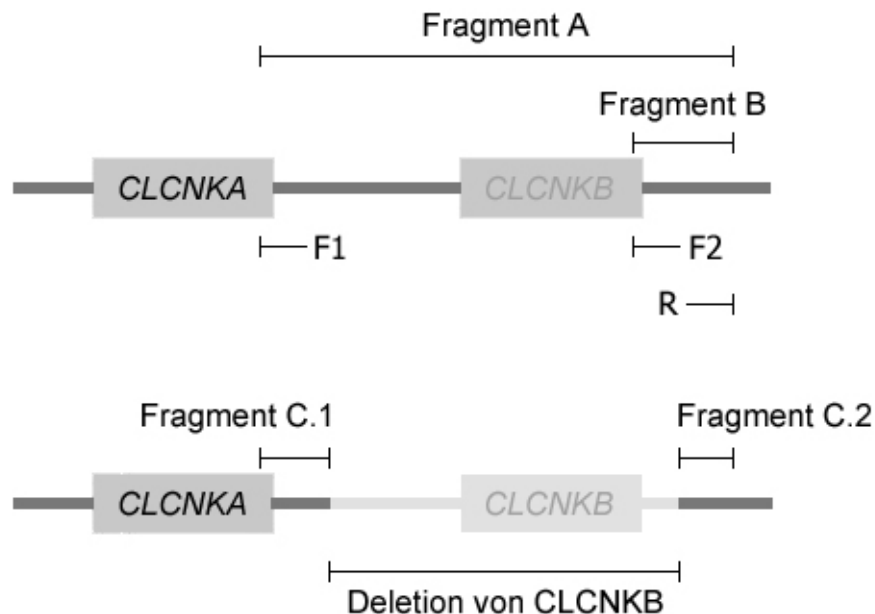 Fragment A
Fragment B
CLCNKA CLCNKB
F1 F2
R
Fragment C.1 Fragment C.2
CLCNKA CLCNKB
Deletion von CLCNKB